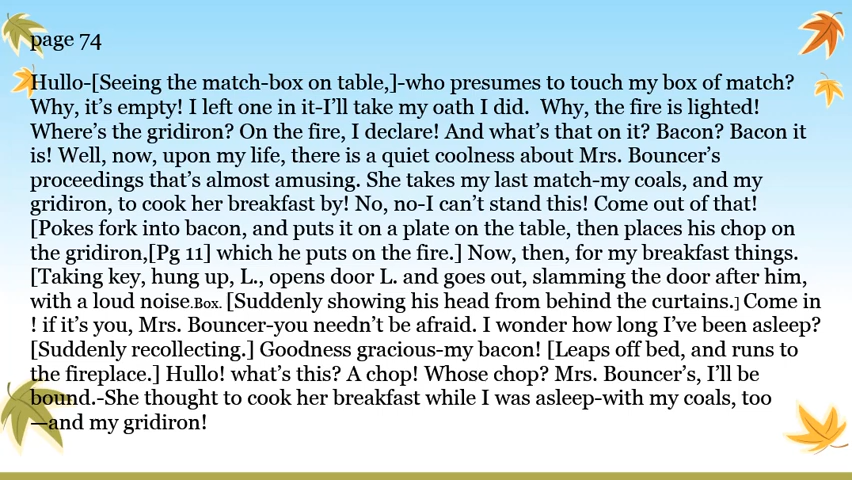 page 74
Hullo-[Seeing the match-box on table,]-who presumes to touch my box of match?
Why, it's empty! I left one in it-I'll take my oath I did.  Why, the fire is lighted!
Where's the gridiron? On the fire, I declare! And what's that on it? Bacon? Bacon it
is! Well, now, upon my life, there is a quiet coolness about Mrs. Bouncer's
proceedings that's almost amusing. She takes my last match-my coals, and my
gridiron, to cook her breakfast by! No, no-I can't stand this! Come out of that!
[Pokes fork into bacon, and puts it on a plate on the table, then places his chop on
the gridiron,[Pg 11] which he puts on the fire.] Now, then, for my breakfast things.
[Taking key, hung up, L., opens door L. and goes out, slamming the door after him,
with a loud noise.Box. [Suddenly showing his head from behind the curtains.] Come in
! if it's you, Mrs. Bouncer-you needn't be afraid. I wonder how long I've been asleep?
[Suddenly recollecting.] Goodness gracious-my bacon! [Leaps off bed, and runs to
the fireplace.] Hullo! what's this? A chop! Whose chop? Mrs. Bouncer's, I'll be
bound.-She thought to cook her breakfast while I was asleep-with my coals, too
—and my gridiron!